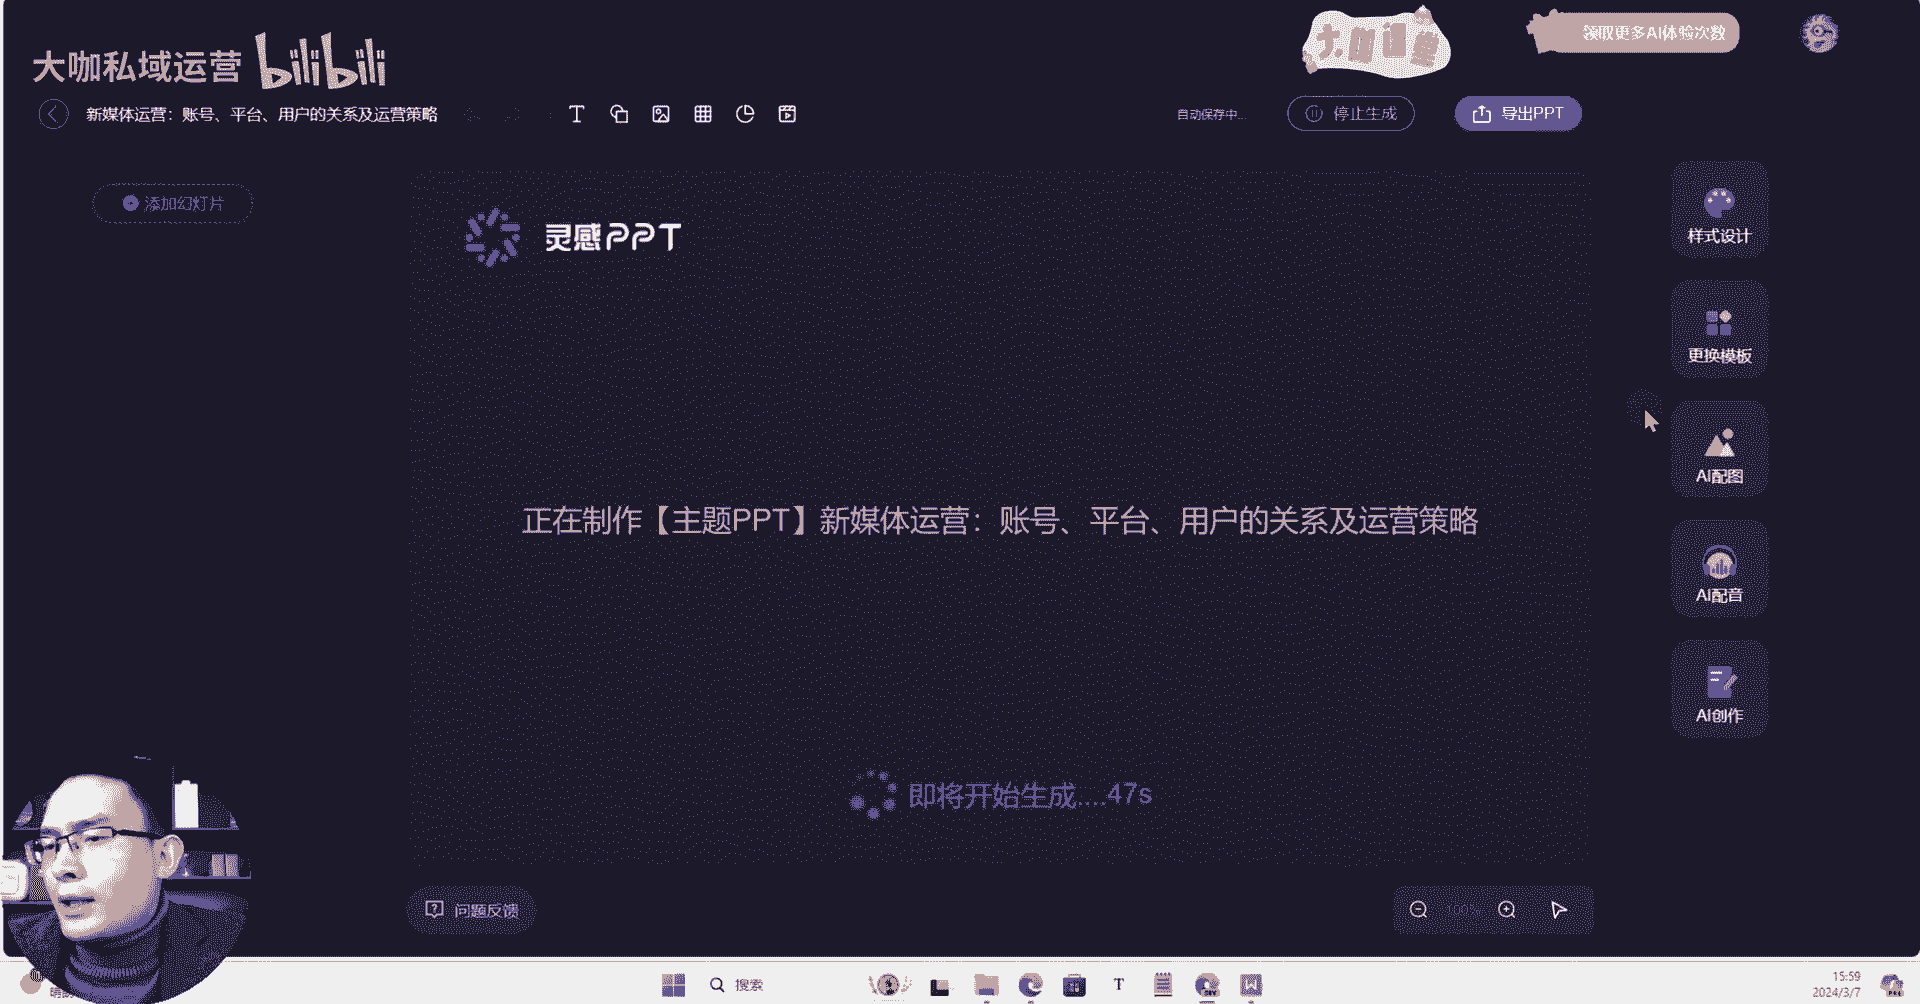 大咖私域运营 bilibili
大咖课堂
领取更多AI体验次数
新媒体运营：账号、平台、用户的关系及运营策略
自动保存中...
停止生成
导出PPT
添加幻灯片
灵感PPT
样式设计
更换模板
AI配图
AI配音
AI创作
正在制作【主题PPT】新媒体运营：账号、平台、用户的关系及运营策略
即将开始生成....47s
问题反馈
100%
搜索
15:59
2024/3/7